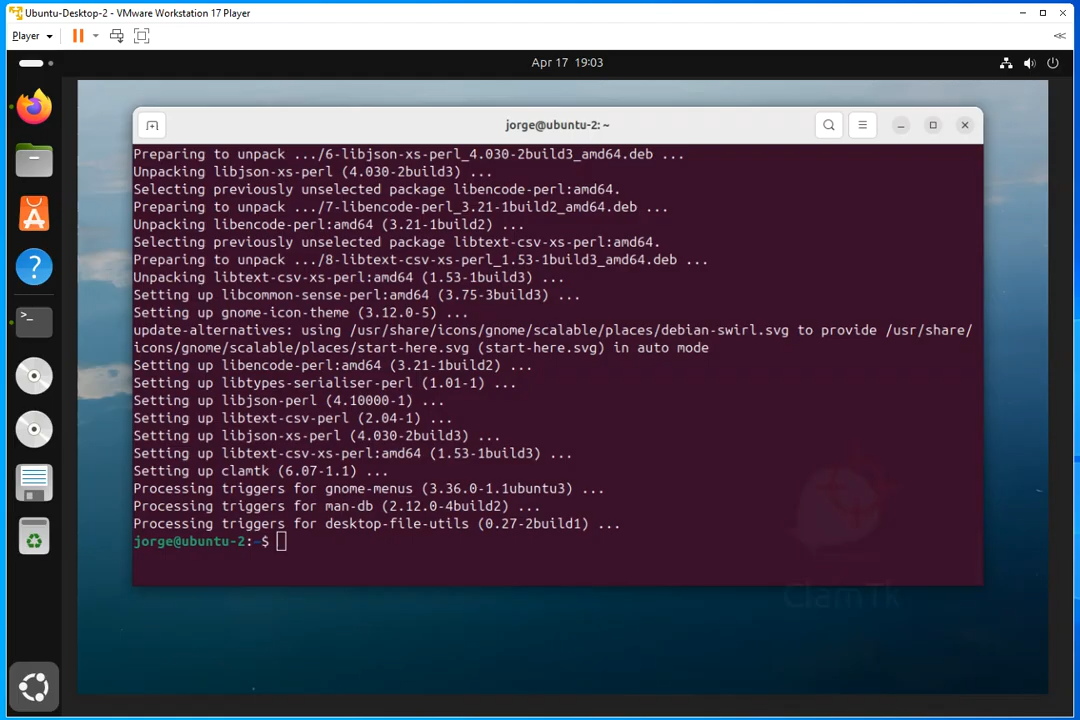 Ubuntu-Desktop-2 - VMware Workstation 17 Player
Player
Apr 17 19:03
jorge@ubuntu-2: ~
Preparing to unpack .../6-libjson-xs-perl_4.030-2build3_amd64.deb ...
Unpacking libjson-xs-perl (4.030-2build3) ...
Selecting previously unselected package libencode-perl:amd64.
Preparing to unpack .../7-libencode-perl_3.21-1build2_amd64.deb ...
Unpacking libencode-perl:amd64 (3.21-1build2) ...
Selecting previously unselected package libtext-csv-xs-perl:amd64.
Preparing to unpack .../8-libtext-csv-xs-perl_1.53-1build3_amd64.deb ...
Unpacking libtext-csv-xs-perl:amd64 (1.53-1build3) ...
Setting up libcommon-sense-perl:amd64 (3.75-3build3) ...
Setting up gnome-icon-theme (3.12.0-5) ...
update-alternatives: using /usr/share/icons/gnome/scalable/places/debian-swirl.svg to provide /usr/share/
icons/gnome/scalable/places/start-here.svg (start-here.svg) in auto mode
Setting up libencode-perl:amd64 (3.21-1build2) ...
Setting up libtypes-serialiser-perl (1.01-1) ...
Setting up libjson-perl (4.10000-1) ...
Setting up libtext-csv-perl (2.04-1) ...
Setting up libjson-xs-perl (4.030-2build3) ...
Setting up libtext-csv-xs-perl:amd64 (1.53-1build3) ...
Setting up clamtk (6.07-1.1) ...
Processing triggers for gnome-menus (3.36.0-1.1ubuntu3) ...
Processing triggers for man-db (2.12.0-4build2) ...
Processing triggers for desktop-file-utils (0.27-2build1) ...
jorge@ubuntu-2:~$
ClamTk